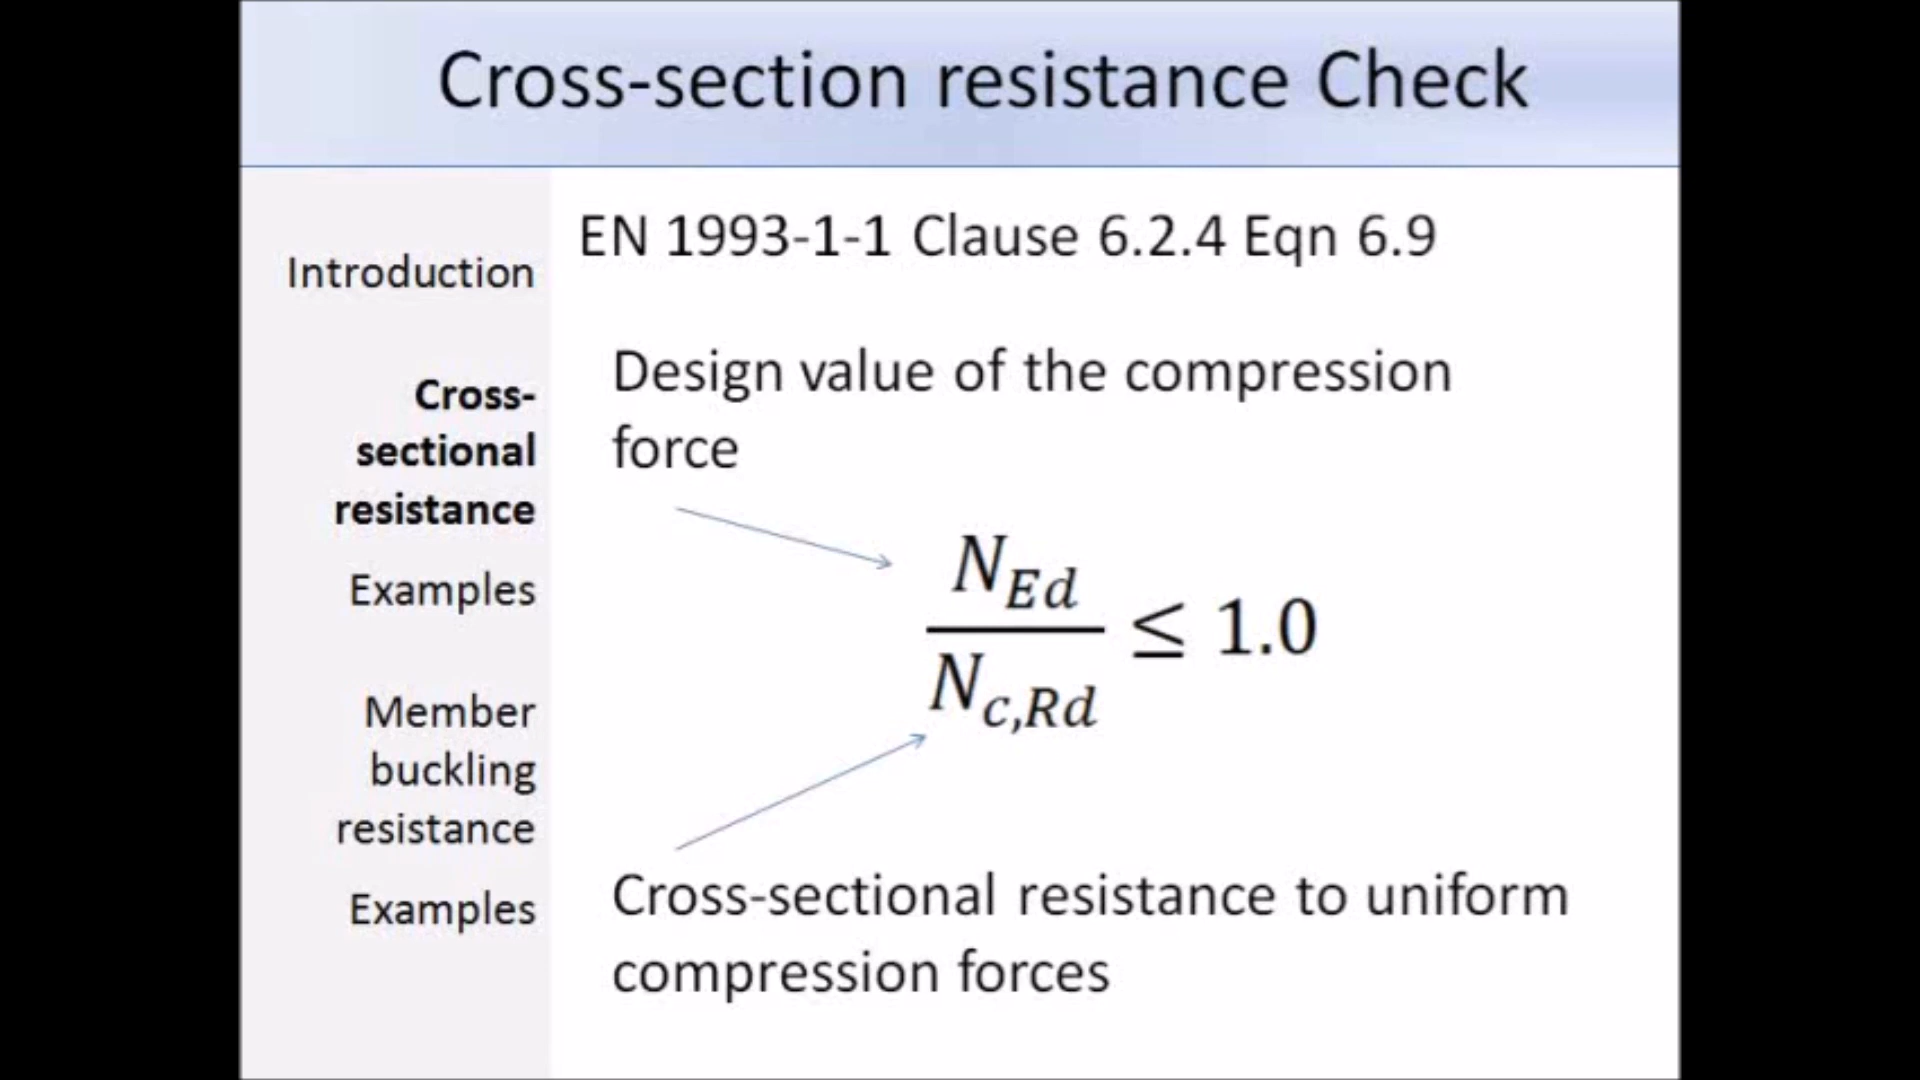 Cross-section resistance Check
Introduction
Cross-
sectional
resistance
Examples
Member
buckling
resistance
Examples
EN 1993-1-1 Clause 6.2.4 Eqn 6.9
Design value of the compression
force
N_Ed / N_c,Rd ≤ 1.0
Cross-sectional resistance to uniform
compression forces